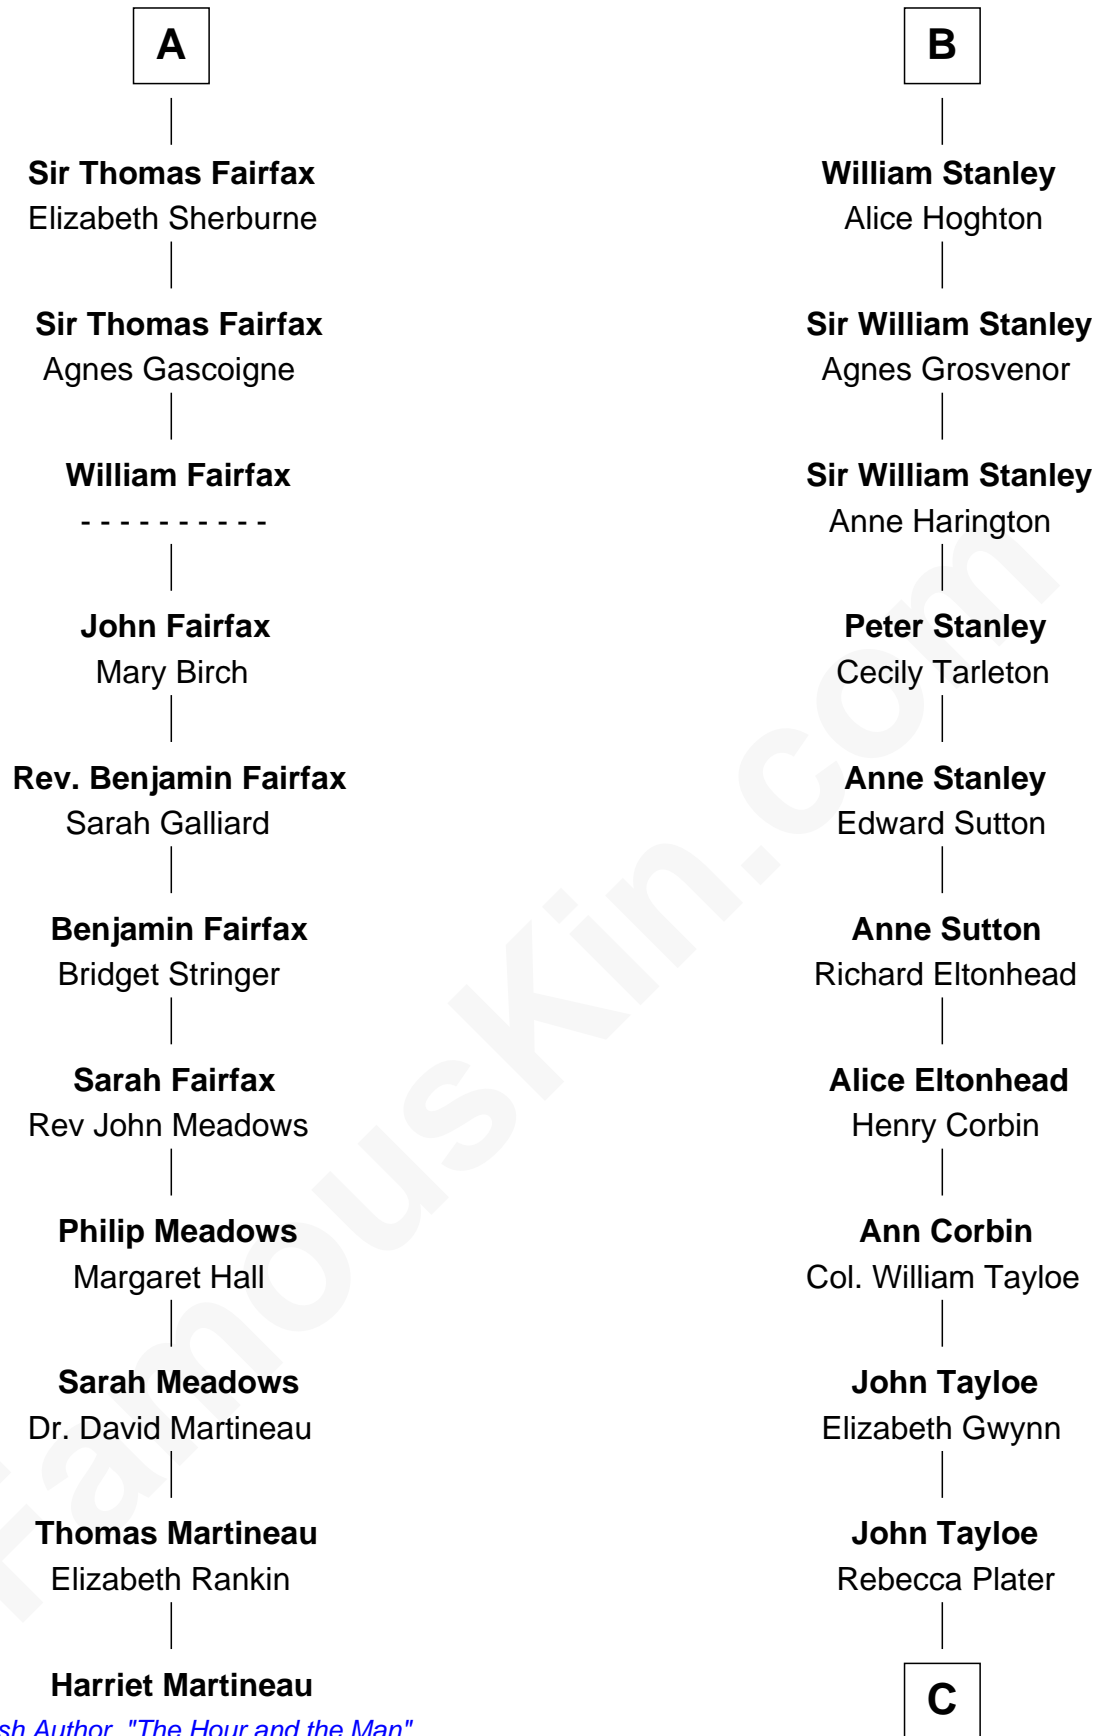 A
Sir Thomas Fairfax
Elizabeth Sherburne
Sir Thomas Fairfax
Agnes Gascoigne
William Fairfax
- - - - - - - - - -
John Fairfax
Mary Birch
Rev. Benjamin Fairfax
Sarah Galliard
Benjamin Fairfax
Bridget Stringer
Sarah Fairfax
Rev John Meadows
Philip Meadows
Margaret Hall
Sarah Meadows
Dr. David Martineau
Thomas Martineau
Elizabeth Rankin
Harriet Martineau
sh Author, "The Hour and the Man"
B
William Stanley
Alice Hoghton
Sir William Stanley
Agnes Grosvenor
Sir William Stanley
Anne Harington
Peter Stanley
Cecily Tarleton
Anne Stanley
Edward Sutton
Anne Sutton
Richard Eltonhead
Alice Eltonhead
Henry Corbin
Ann Corbin
Col. William Tayloe
John Tayloe
Elizabeth Gwynn
John Tayloe
Rebecca Plater
C
FamousKin.com